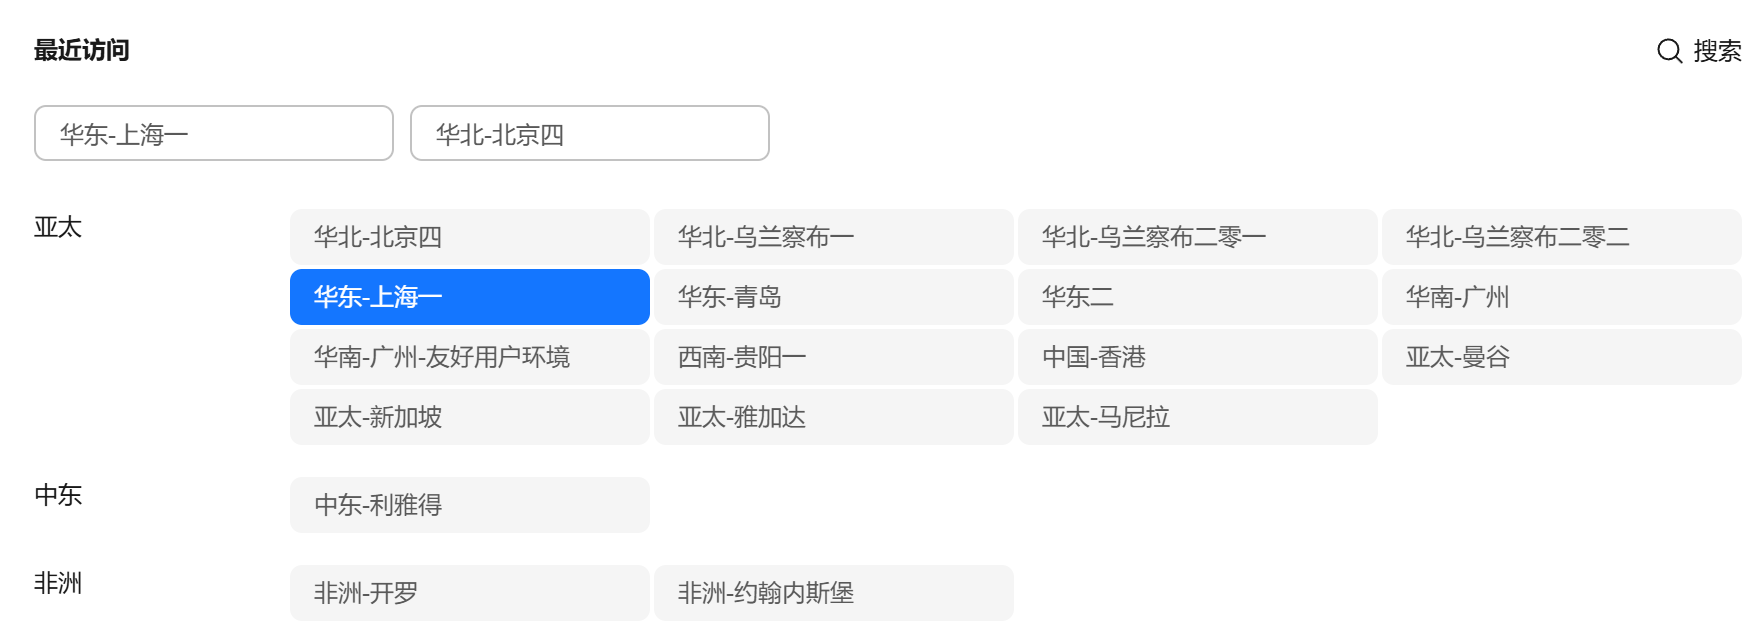 最近访问
搜索
华东-上海一
华北-北京四
亚太
华北-北京四
华北-乌兰察布一
华北-乌兰察布二零一
华北-乌兰察布二零二
华东-上海一
华东-青岛
华东二
华南-广州
华南-广州-友好用户环境
西南-贵阳一
中国-香港
亚太-曼谷
亚太-新加坡
亚太-雅加达
亚太-马尼拉
中东
中东-利雅得
非洲
非洲-开罗
非洲-约翰内斯堡